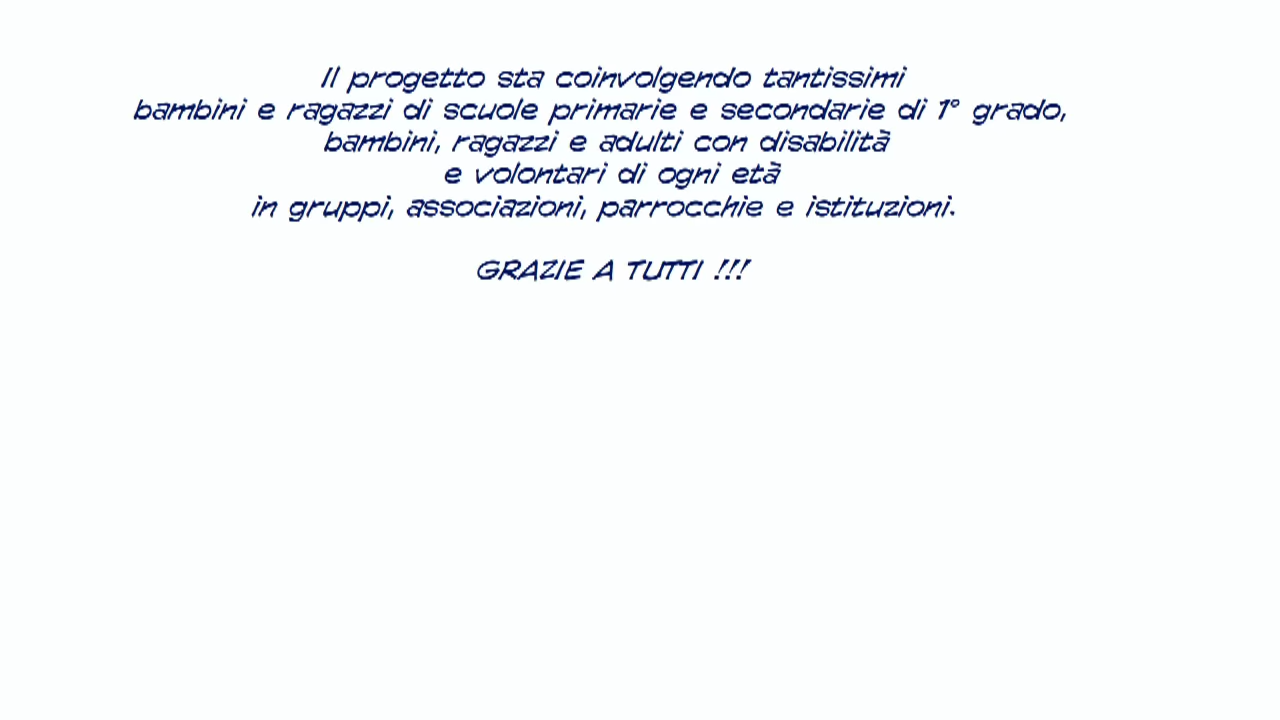 Il progetto sta coinvolgendo tantissimi
bambini e ragazzi di scuole primarie e secondarie di 1° grado,
bambini, ragazzi e adulti con disabilità
e volontari di ogni età
in gruppi, associazioni, parrocchie e istituzioni.
GRAZIE A TUTTI !!!